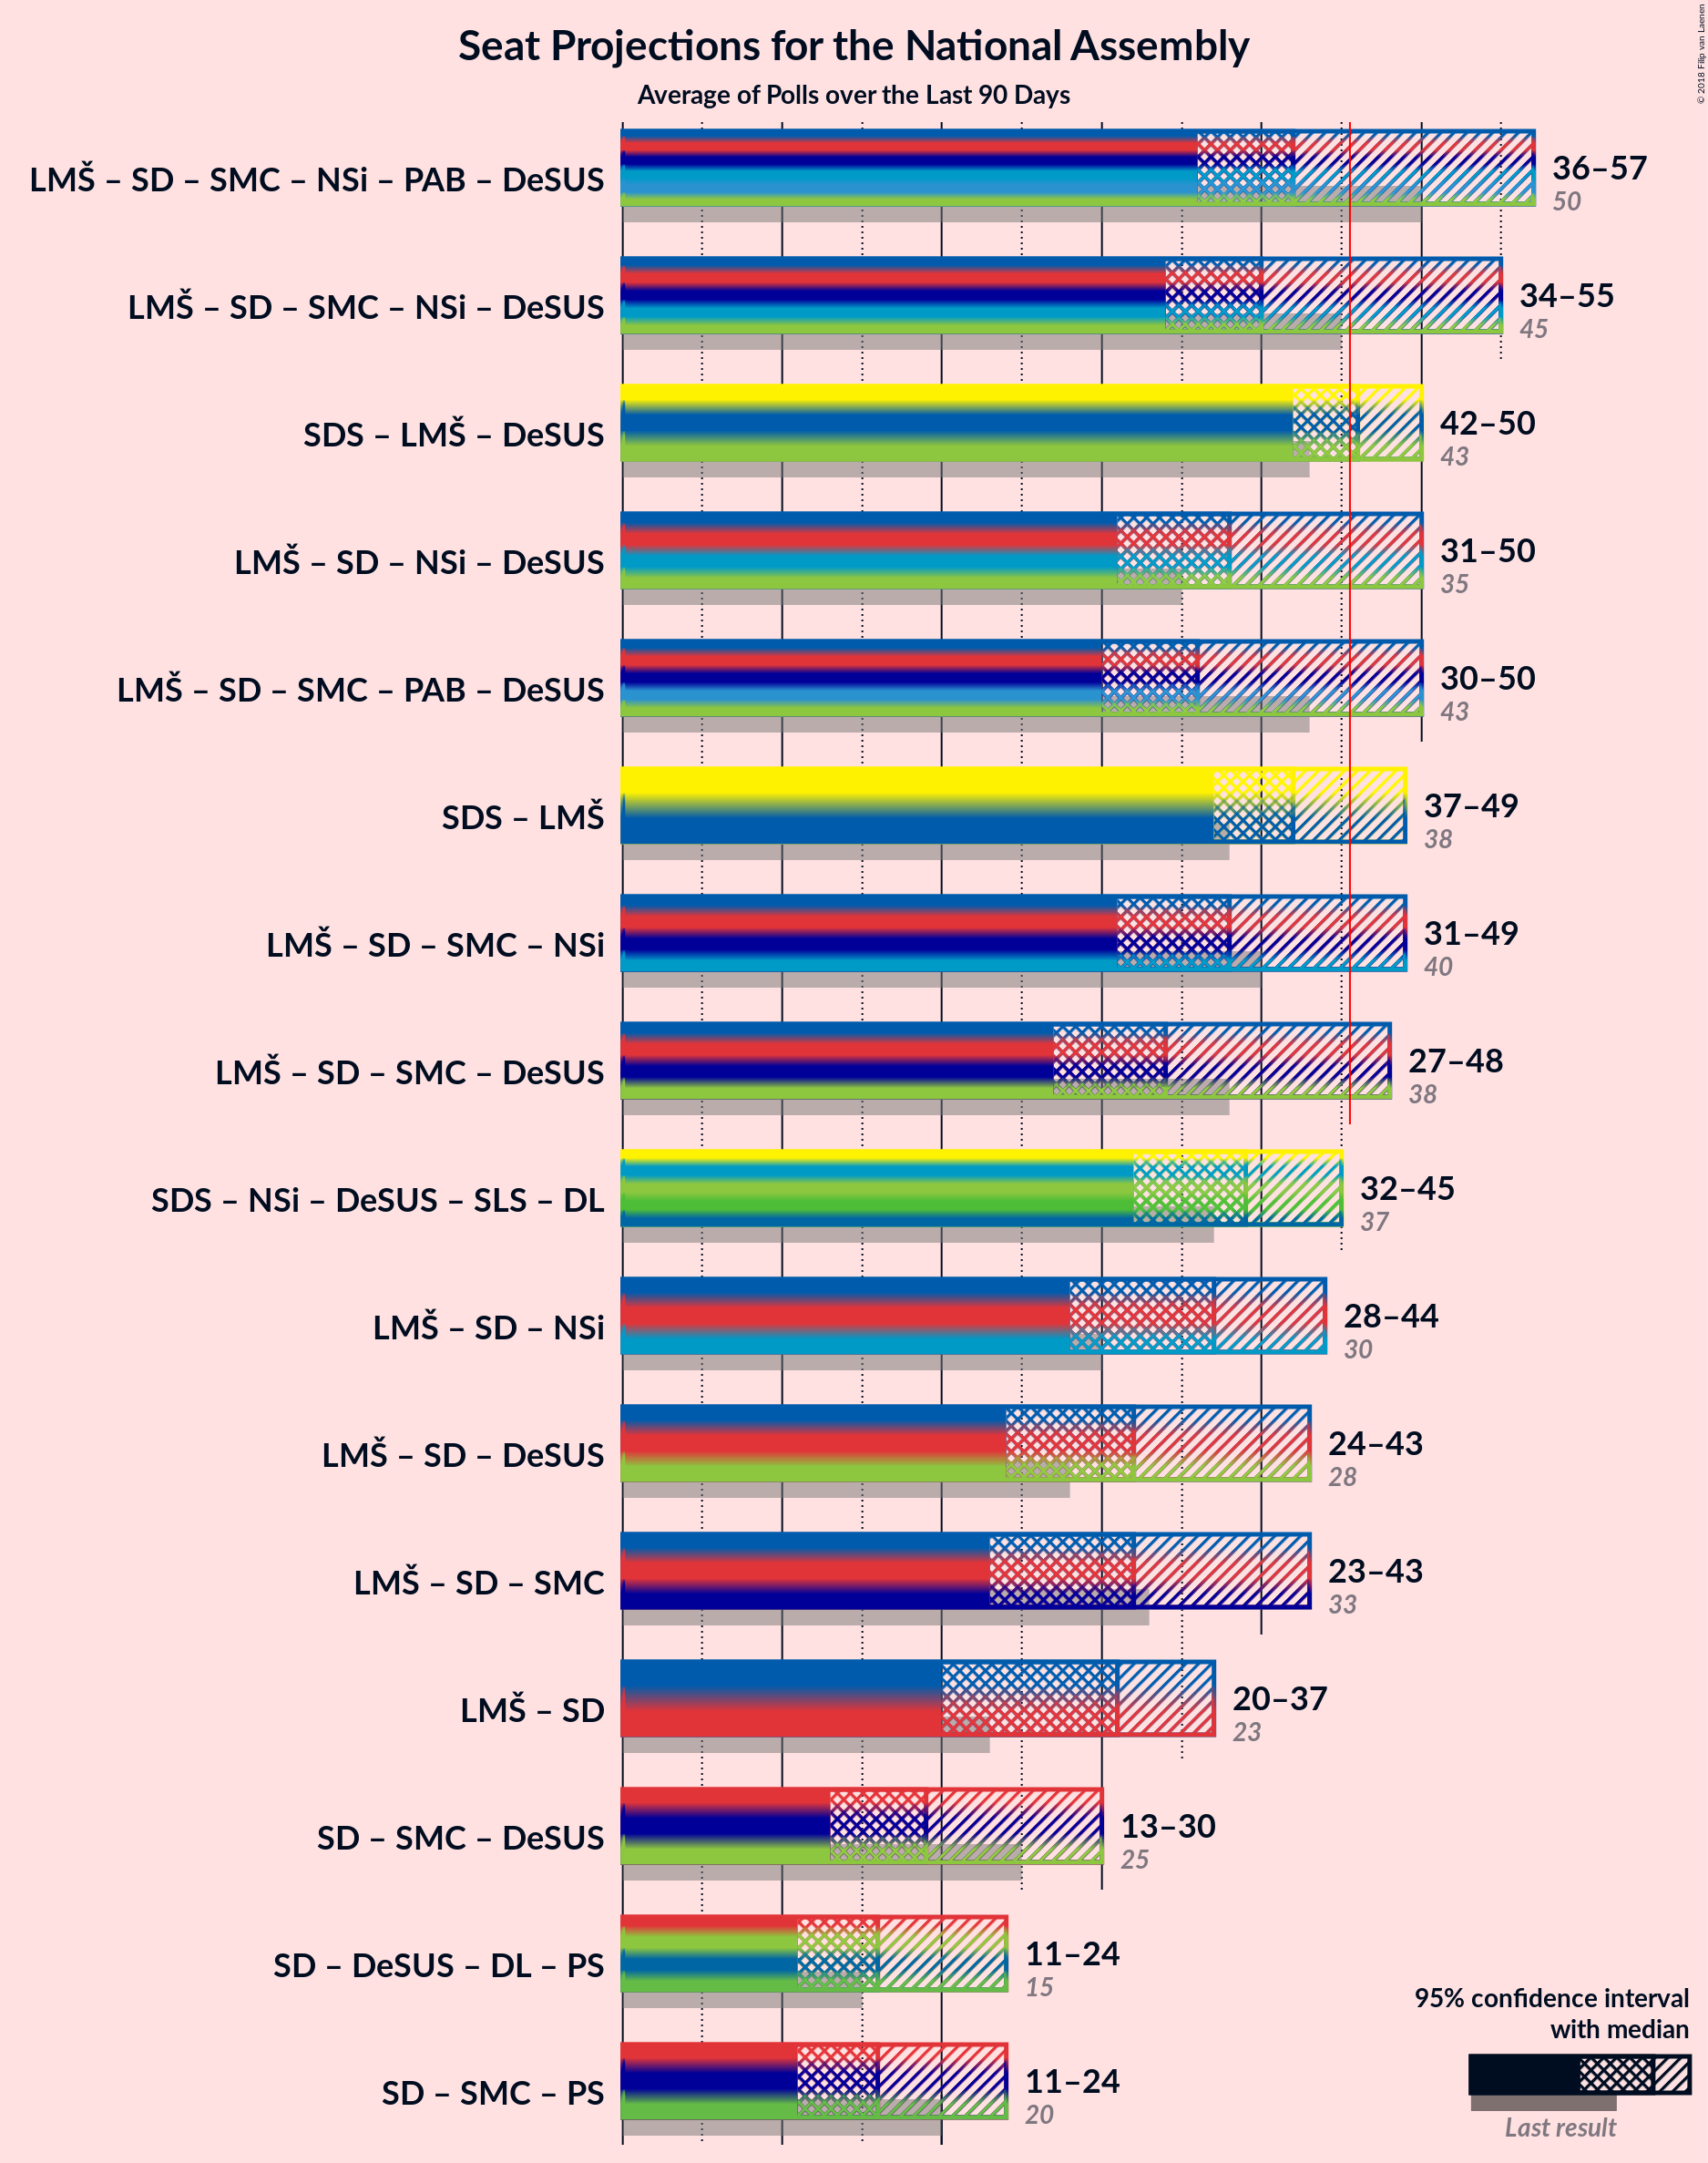 Seat Projections for the National Assembly
Average of Polls over the Last 90 Days
© 2018 Filip van Laenen
LMŠ – SD – SMC – NSi – PAB – DeSUS
36–57
50
LMŠ – SD – SMC – NSi – DeSUS
34–55
45
SDS – LMŠ – DeSUS
42–50
43
LMŠ – SD – NSi – DeSUS
31–50
35
LMŠ – SD – SMC – PAB – DeSUS
30–50
43
SDS – LMŠ
37–49
38
LMŠ – SD – SMC – NSi
31–49
40
LMŠ – SD – SMC – DeSUS
27–48
38
SDS – NSi – DeSUS – SLS – DL
32–45
37
LMŠ – SD – NSi
28–44
30
LMŠ – SD – DeSUS
24–43
28
LMŠ – SD – SMC
23–43
33
LMŠ – SD
20–37
23
SD – SMC – DeSUS
13–30
25
SD – DeSUS – DL – PS
11–24
15
SD – SMC – PS
11–24
20
95% confidence interval
with median
Last result